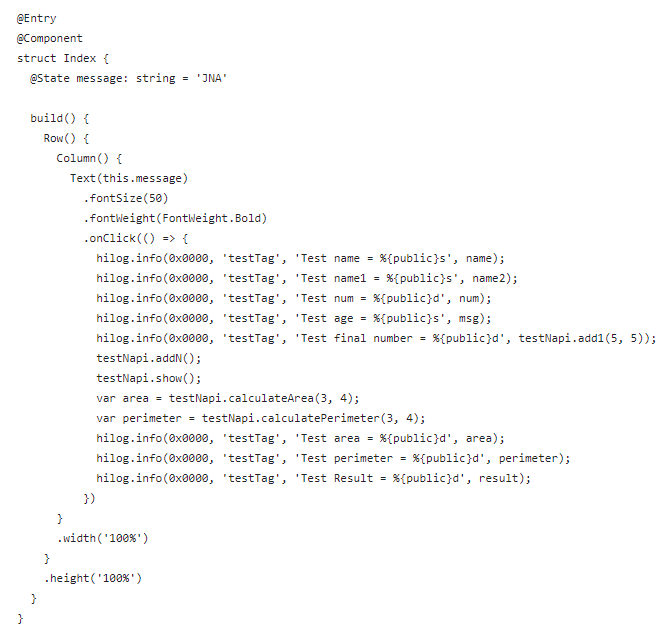 @Entry
@Component
struct Index {
  @State message: string = 'JNA'

  build() {
    Row() {
      Column() {
        Text(this.message)
          .fontSize(50)
          .fontWeight(FontWeight.Bold)
          .onClick(() => {
            hilog.info(0x0000, 'testTag', 'Test name = %{public}s', name);
            hilog.info(0x0000, 'testTag', 'Test name1 = %{public}s', name2);
            hilog.info(0x0000, 'testTag', 'Test num = %{public}d', num);
            hilog.info(0x0000, 'testTag', 'Test age = %{public}s', msg);
            hilog.info(0x0000, 'testTag', 'Test final number = %{public}d', testNapi.add1(5, 5));
            testNapi.addN();
            testNapi.show();
            var area = testNapi.calculateArea(3, 4);
            var perimeter = testNapi.calculatePerimeter(3, 4);
            hilog.info(0x0000, 'testTag', 'Test area = %{public}d', area);
            hilog.info(0x0000, 'testTag', 'Test perimeter = %{public}d', perimeter);
            hilog.info(0x0000, 'testTag', 'Test Result = %{public}d', result);
          })
      }
      .width('100%')
    }
    .height('100%')
  }
}